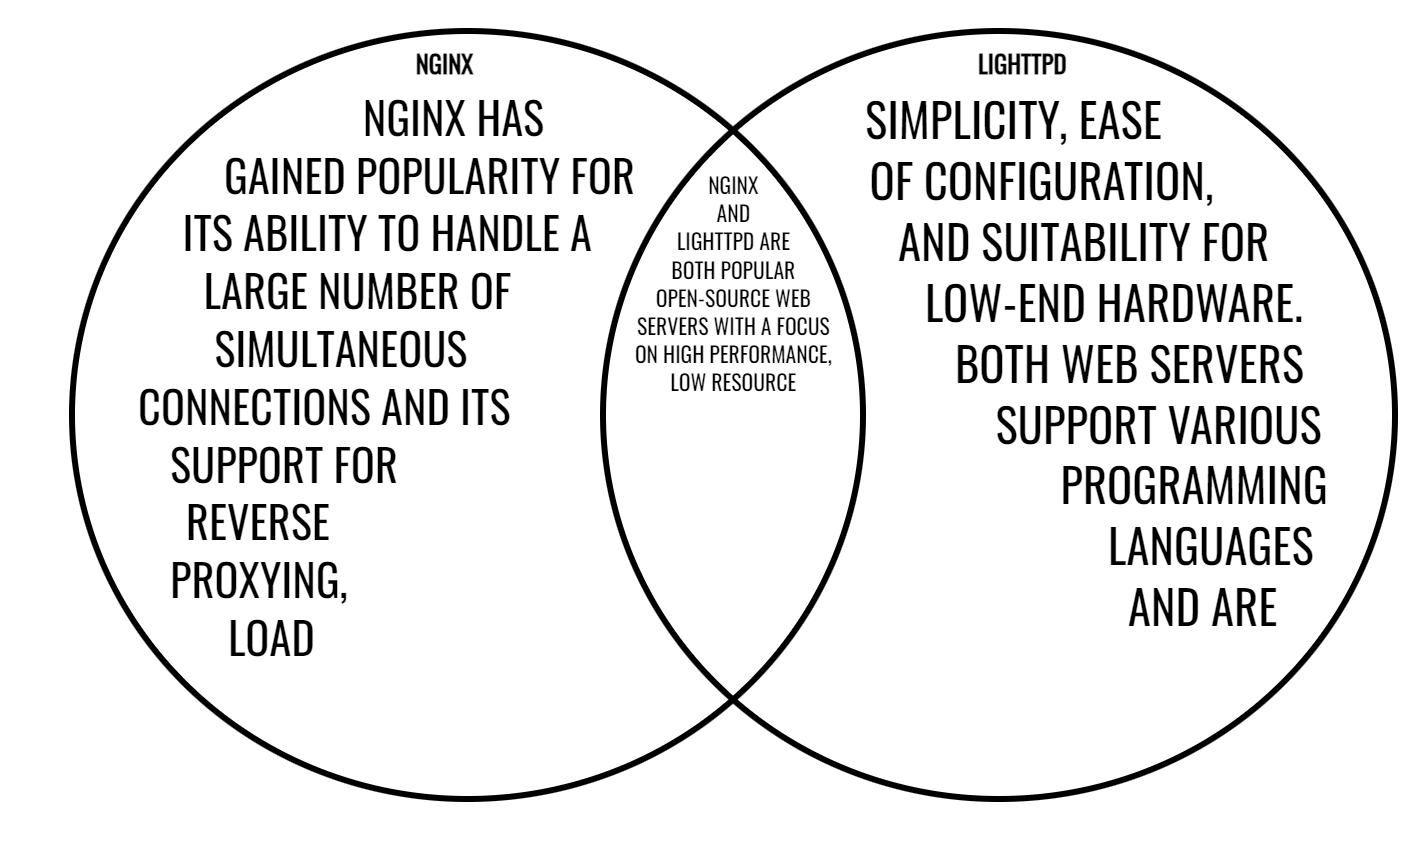 NGINX
NGINX HAS
GAINED POPULARITY FOR
ITS ABILITY TO HANDLE A
LARGE NUMBER OF
SIMULTANEOUS
CONNECTIONS AND ITS
SUPPORT FOR
REVERSE
PROXYING,
LOAD
NGINX
AND
LIGHTTPD ARE
BOTH POPULAR
OPEN-SOURCE WEB
SERVERS WITH A FOCUS
ON HIGH PERFORMANCE,
LOW RESOURCE
LIGHTTPD
SIMPLICITY, EASE
OF CONFIGURATION,
AND SUITABILITY FOR
LOW-END HARDWARE.
BOTH WEB SERVERS
SUPPORT VARIOUS
PROGRAMMING
LANGUAGES
AND ARE